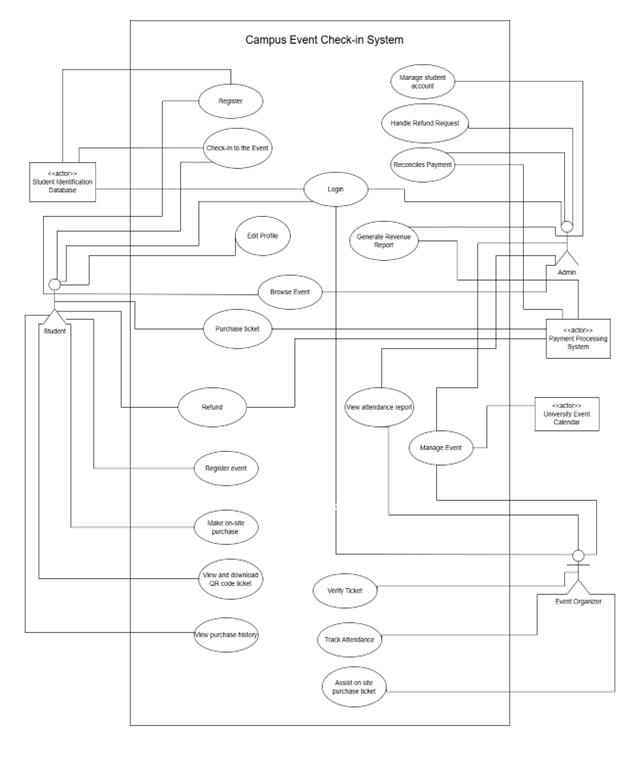 Campus Event Check-in System
Manage student
account
Register
Handle Refund Request
Check-In to the Event
Reconciles Payment
<<actor>>
Student Identification
Database
Login
Edit Profile
Generate Revenue
Report
Admin
Browse Event
Student
Purchase ticket
<<actor>>
Payment Processing
System
Refund
View attendance report
<<actor>>
University Event
Calendar
Manage Event
Register event
Make on-site
purchase
View and download
QR code ticket
Verify Ticket
Event Organizer
View purchase history
Track Attendance
Assist on site
purchase ticket